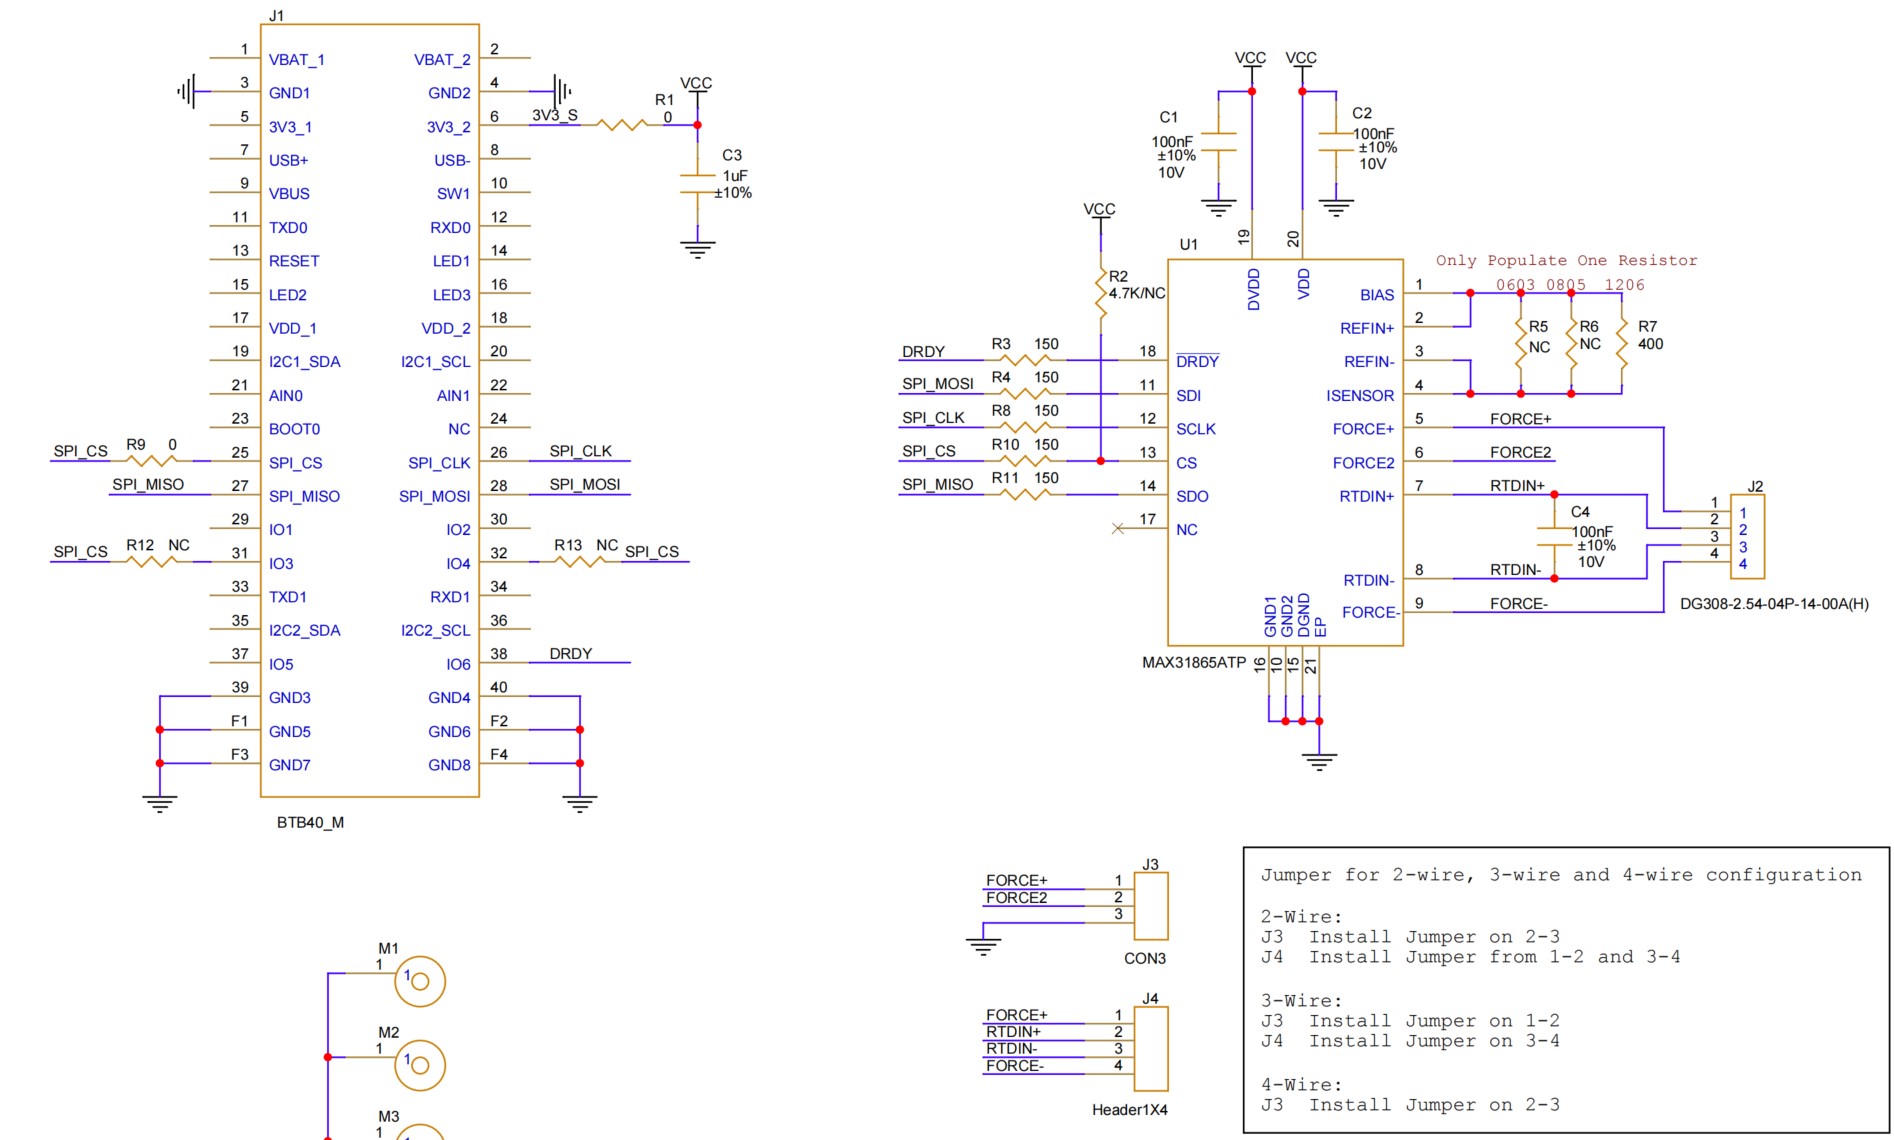 J1
1 VBAT_1 VBAT_2 2
3 GND1 GND2 4
5 3V3_1 3V3_2 6 3V3_S
7 USB+ USB- 8
9 VBUS SW1 10
11 TXD0 RXD0 12
13 RESET LED1 14
15 LED2 LED3 16
17 VDD_1 VDD_2 18
19 I2C1_SDA I2C1_SCL 20
21 AIN0 AIN1 22
23 BOOT0 NC 24
SPI_CS R9 0 25 SPI_CS SPI_CLK 26 SPI_CLK
SPI_MISO 27 SPI_MISO SPI_MOSI 28 SPI_MOSI
29 IO1 IO2 30
SPI_CS R12 NC 31 IO3 IO4 32 R13 NC SPI_CS
33 TXD1 RXD1 34
35 I2C2_SDA I2C2_SCL 36
37 IO5 IO6 38 DRDY
39 GND3 GND4 40
F1 GND5 GND6 F2
F3 GND7 GND8 F4
BTB40_M
VCC
R1
0
C3
1uF
±10%
VCC VCC
C1
100nF
±10%
10V
C2
100nF
±10%
10V
VCC
R2
4.7K/NC
U1
19 20
DVDD VDD
DRDY R3 150 18 DRDY
SPI_MOSI R4 150 11 SDI
SPI_CLK R8 150 12 SCLK
SPI_CS R10 150 13 CS
SPI_MISO R11 150 14 SDO
17 NC
BIAS 1
REFIN+ 2
REFIN- 3
ISENSOR 4
FORCE+ 5 FORCE+
FORCE2 6 FORCE2
RTDIN+ 7 RTDIN+
RTDIN- 8 RTDIN-
FORCE- 9 FORCE-
GND1 GND2 DGND EP
16 10 15 21
MAX31865ATP
Only Populate One Resistor
0603 0805 1206
R5
NC
R6
NC
R7
400
C4
100nF
±10%
10V
J2
1 1
2 2
3 3
4 4
DG308-2.54-04P-14-00A(H)
M1
1 1
M2
1 1
M3
1 1
J3
FORCE+ 1
FORCE2 2
3
CON3
J4
FORCE+ 1
RTDIN+ 2
RTDIN- 3
FORCE- 4
Header1X4
Jumper for 2-wire, 3-wire and 4-wire configuration
2-Wire:
J3 Install Jumper on 2-3
J4 Install Jumper from 1-2 and 3-4
3-Wire:
J3 Install Jumper on 1-2
J4 Install Jumper on 3-4
4-Wire:
J3 Install Jumper on 2-3